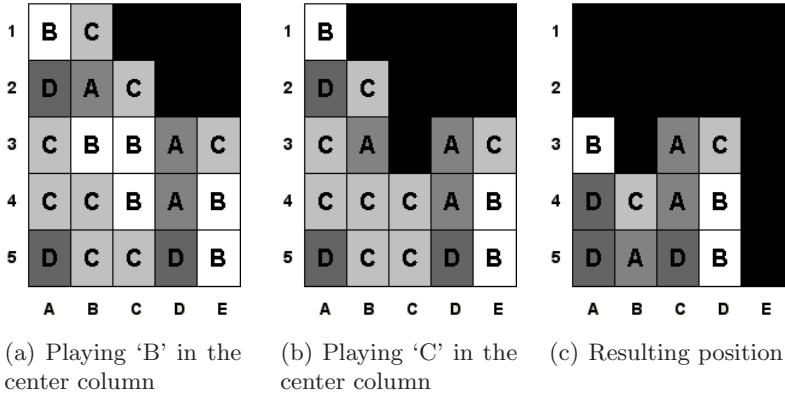 1 B C
2 D A C
3 C B B A C
4 C C B A B
5 D C C D B
A B C D E
(a) Playing ‘B’ in the
center column
1 B
2 D C
3 C A A C
4 C C C A B
5 D C C D B
A B C D E
(b) Playing ‘C’ in the
center column
1
2
3 B A C
4 D C A B
5 D A D B
A B C D E
(c) Resulting position